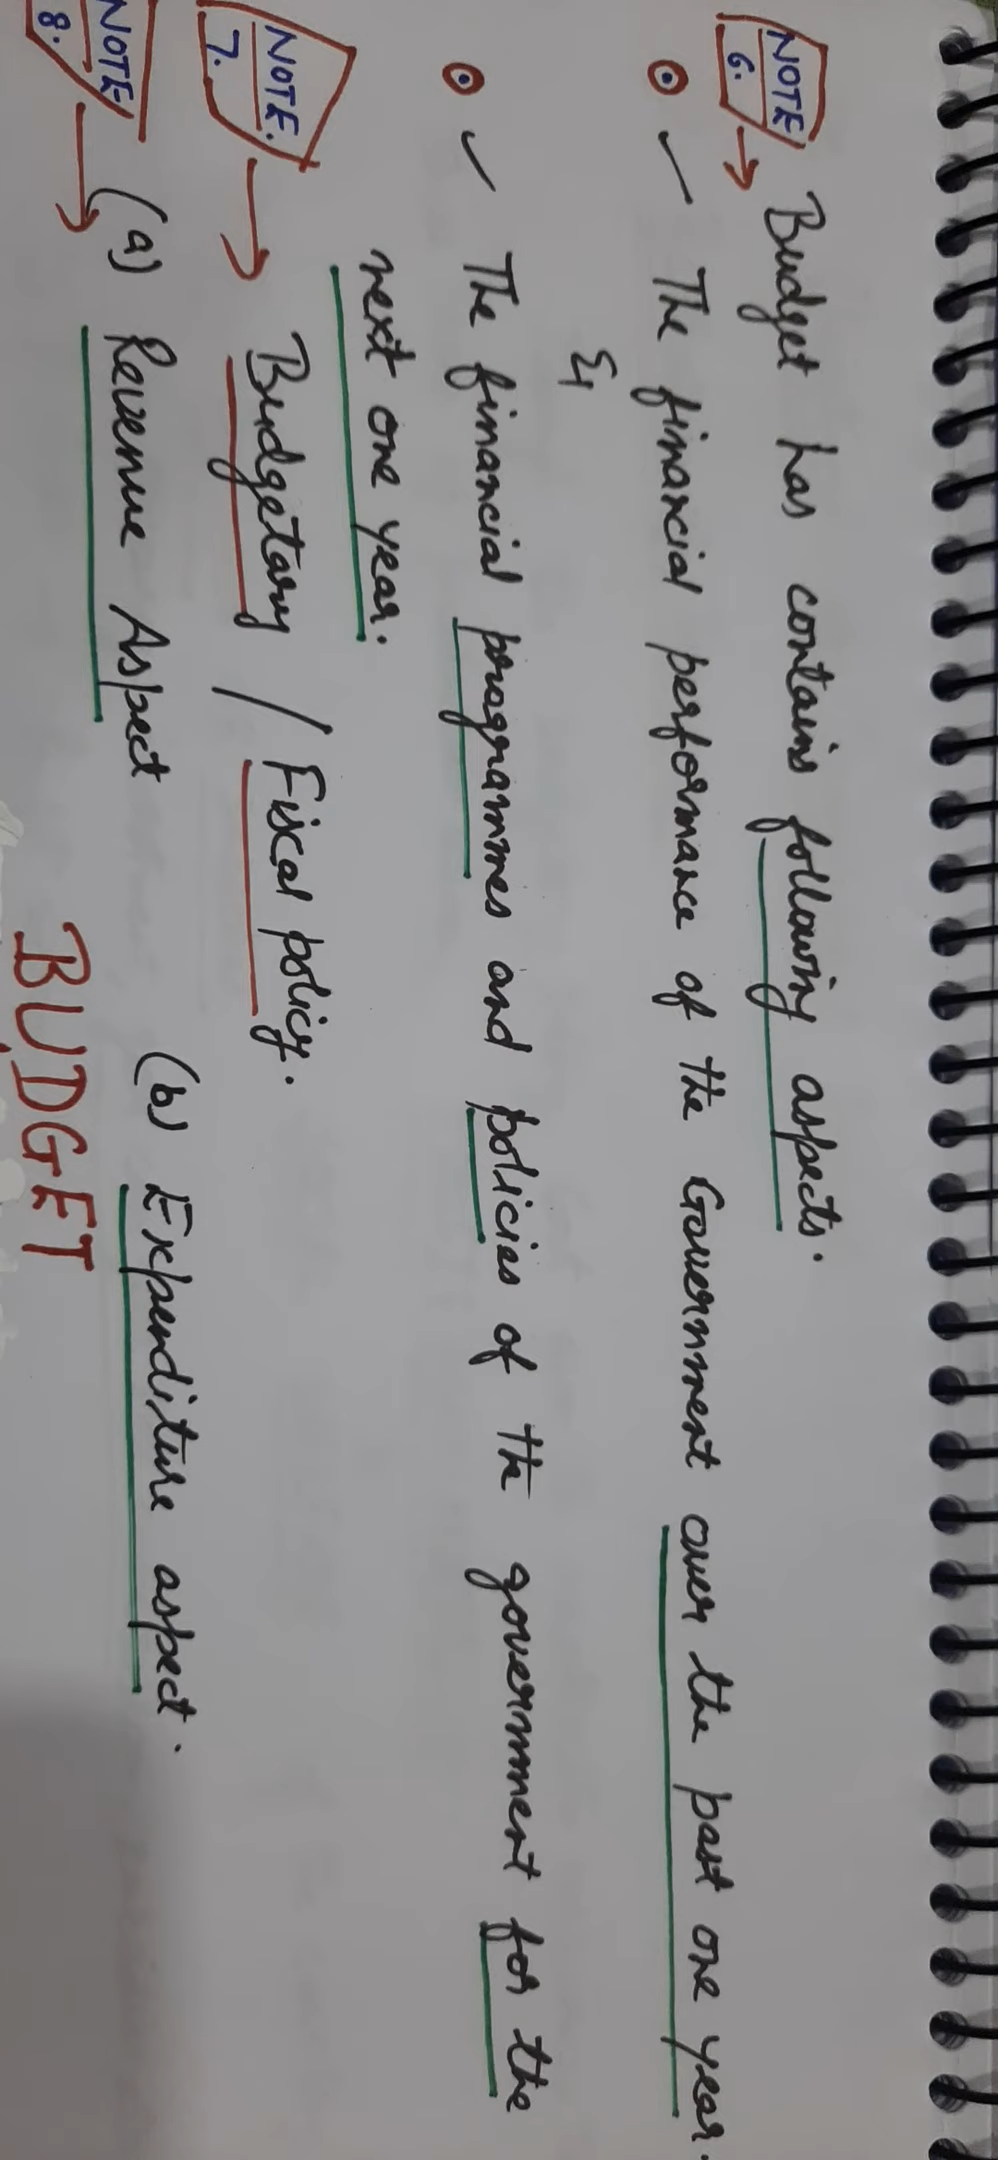 NOTE 6. → Budget has contains following aspects.
✓ The financial performance of the Government over the past one year.
&
✓ The financial programmes and policies of the government for the
next one year.
NOTE. 7. → Budgetary / Fiscal policy.
NOTE 8. → (a) Revenue Aspect (b) Expenditure aspect.
BUDGET